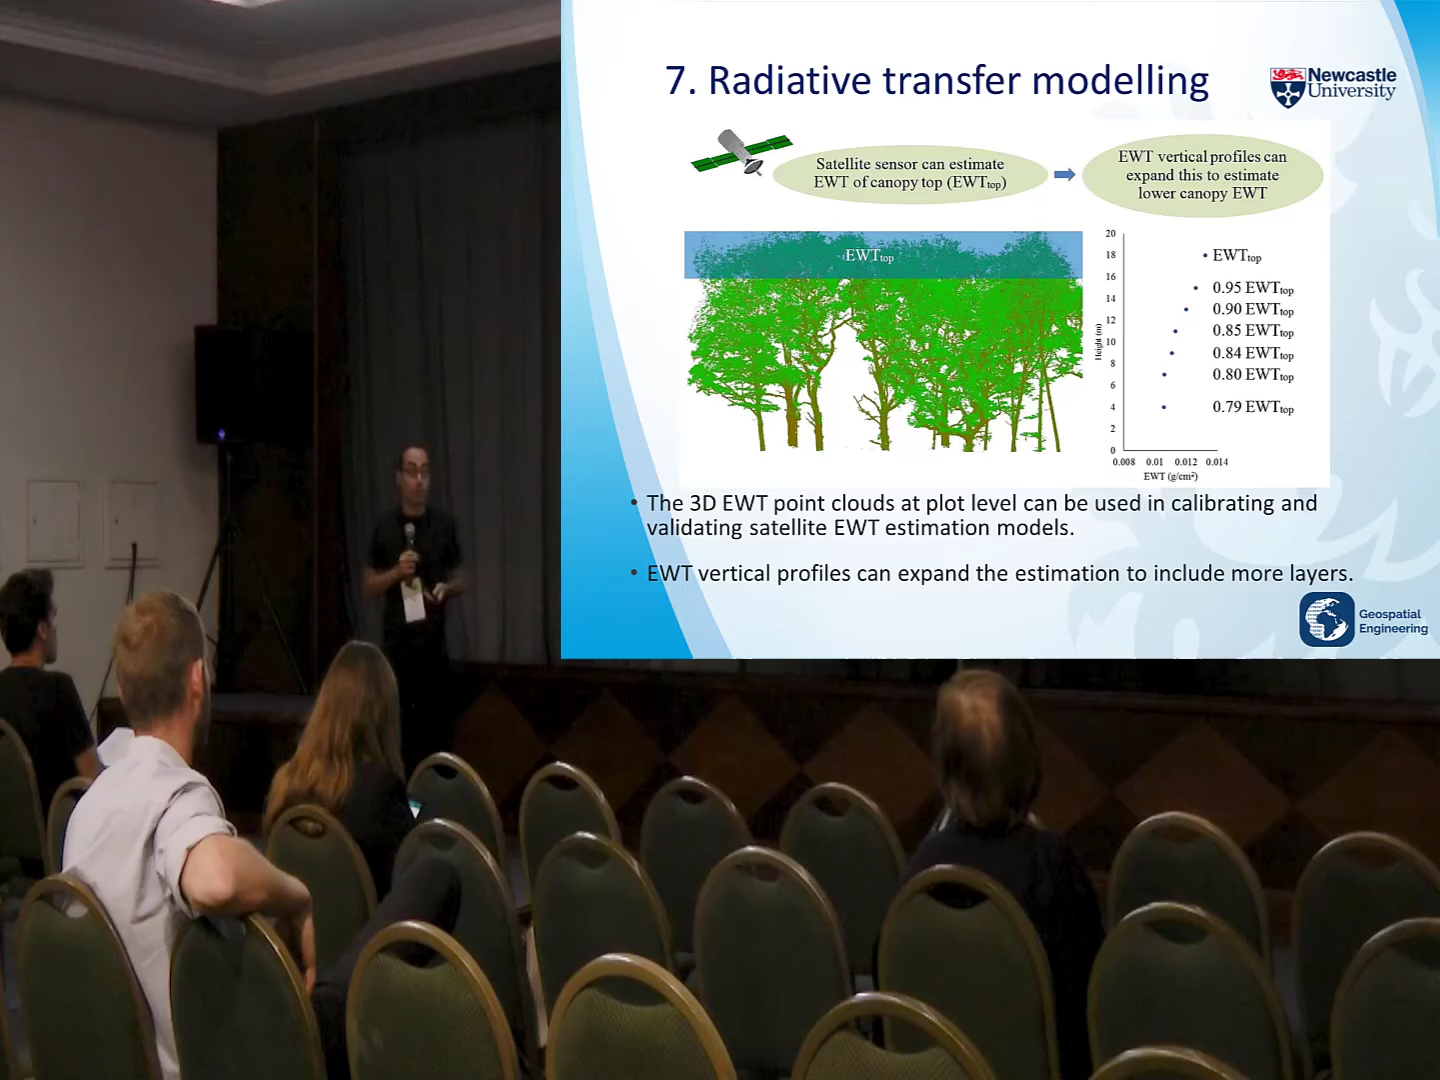 7. Radiative transfer modelling
Newcastle
University
Satellite sensor can estimate
EWT of canopy top (EWTtop)
EWT vertical profiles can
expand this to estimate
lower canopy EWT
EWTtop
20
18
16
14
12
10
8
6
4
2
0
Height (m)
EWTtop
0.95 EWTtop
0.90 EWTtop
0.85 EWTtop
0.84 EWTtop
0.80 EWTtop
0.79 EWTtop
0.008 0.01 0.012 0.014
EWT (g/cm²)
• The 3D EWT point clouds at plot level can be used in calibrating and
validating satellite EWT estimation models.
• EWT vertical profiles can expand the estimation to include more layers.
Geospatial
Engineering